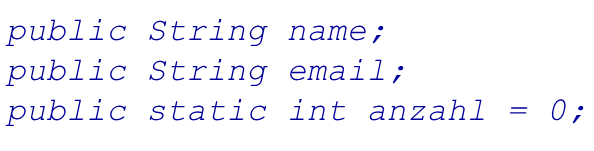 public String name;
public String email;
public static int anzahl = 0;